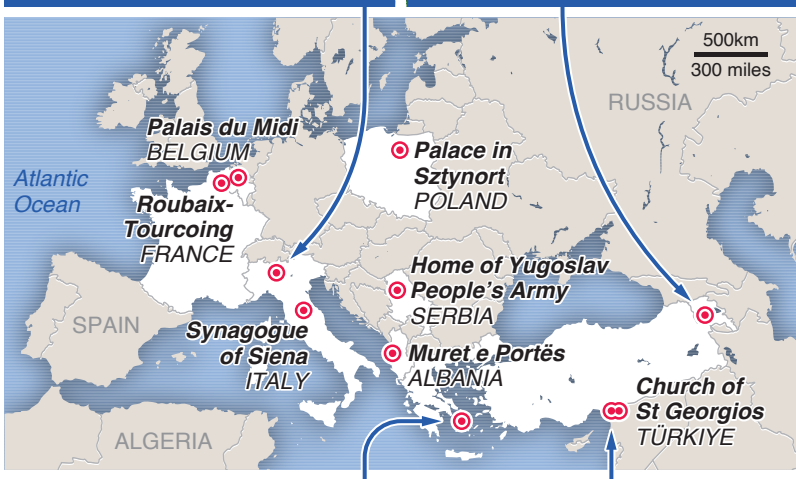 500km
300 miles
RUSSIA
Palais du Midi
BELGIUM
Palace in
Sztynort
POLAND
Atlantic
Ocean
Roubaix-
Tourcoing
FRANCE
Home of Yugoslav
People's Army
SERBIA
SPAIN
Synagogue
of Siena
ITALY
Muret e Portës
ALBANIA
Church of
St Georgios
TÜRKIYE
ALGERIA